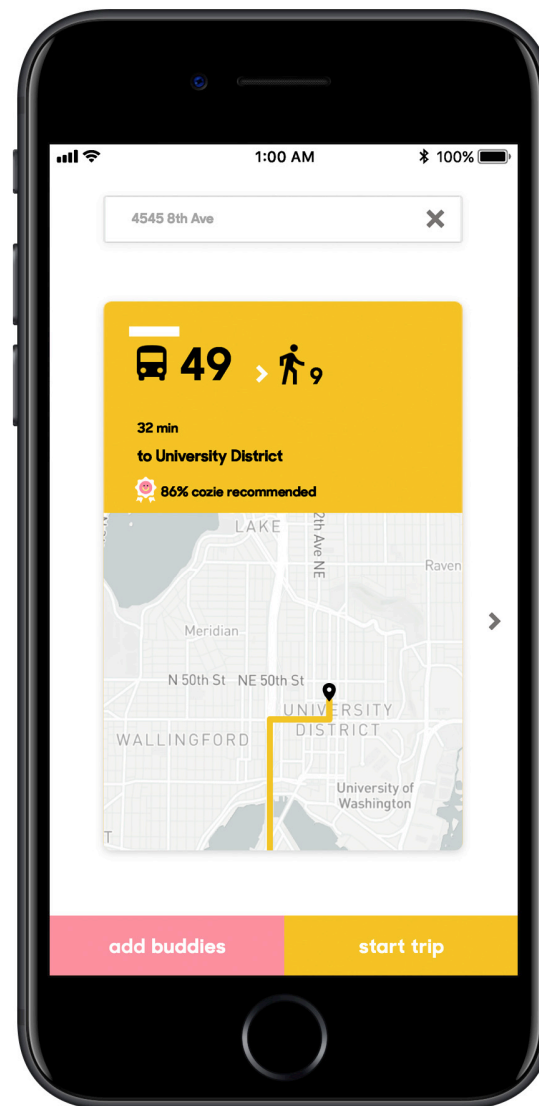 1:00 AM
100%
4545 8th Ave
49
9
32 min
to University District
86% cozie recommended
LAKE
2th Ave NE
Raven
Meridian
N 50th St NE 50th St
UNIVERSITY
DISTRICT
WALLINGFORD
University of
Washington
T
add buddies
start trip